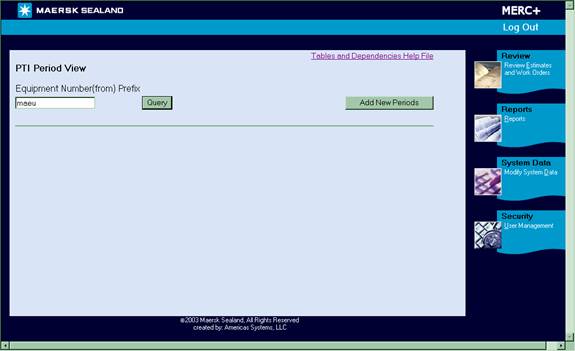 MAERSK SEALAND
MERC+
Log Out
Tables and Dependencies Help File
PTI Period View
Equipment Number(from) Prefix
maeu
Query
Add New Periods
Review
Review Estimates
and Work Orders
Reports
Reports
System Data
Modify System Data
Security
User Management
©2003 Maersk Sealand, All Rights Reserved
created by: Americas Systems, LLC